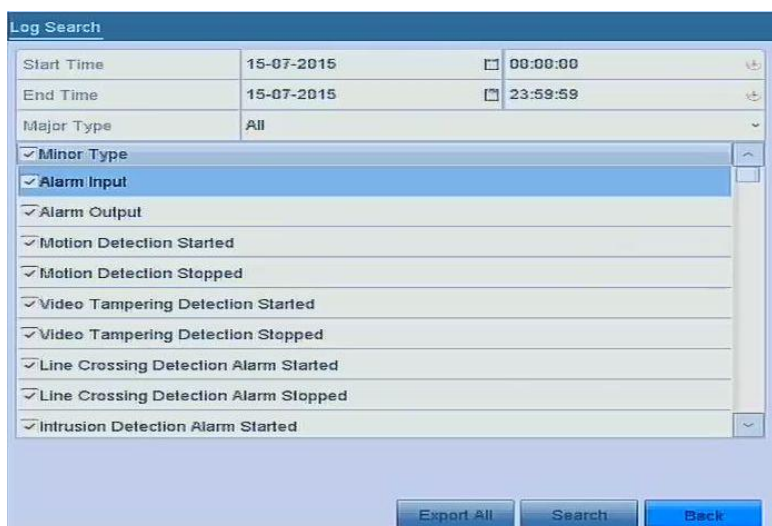 Log Search
Start Time 15-07-2015 00:00:00
End Time 15-07-2015 23:59:59
Major Type All
Minor Type
Alarm Input
Alarm Output
Motion Detection Started
Motion Detection Stopped
Video Tampering Detection Started
Video Tampering Detection Stopped
Line Crossing Detection Alarm Started
Line Crossing Detection Alarm Stopped
Intrusion Detection Alarm Started
Export All Search Back